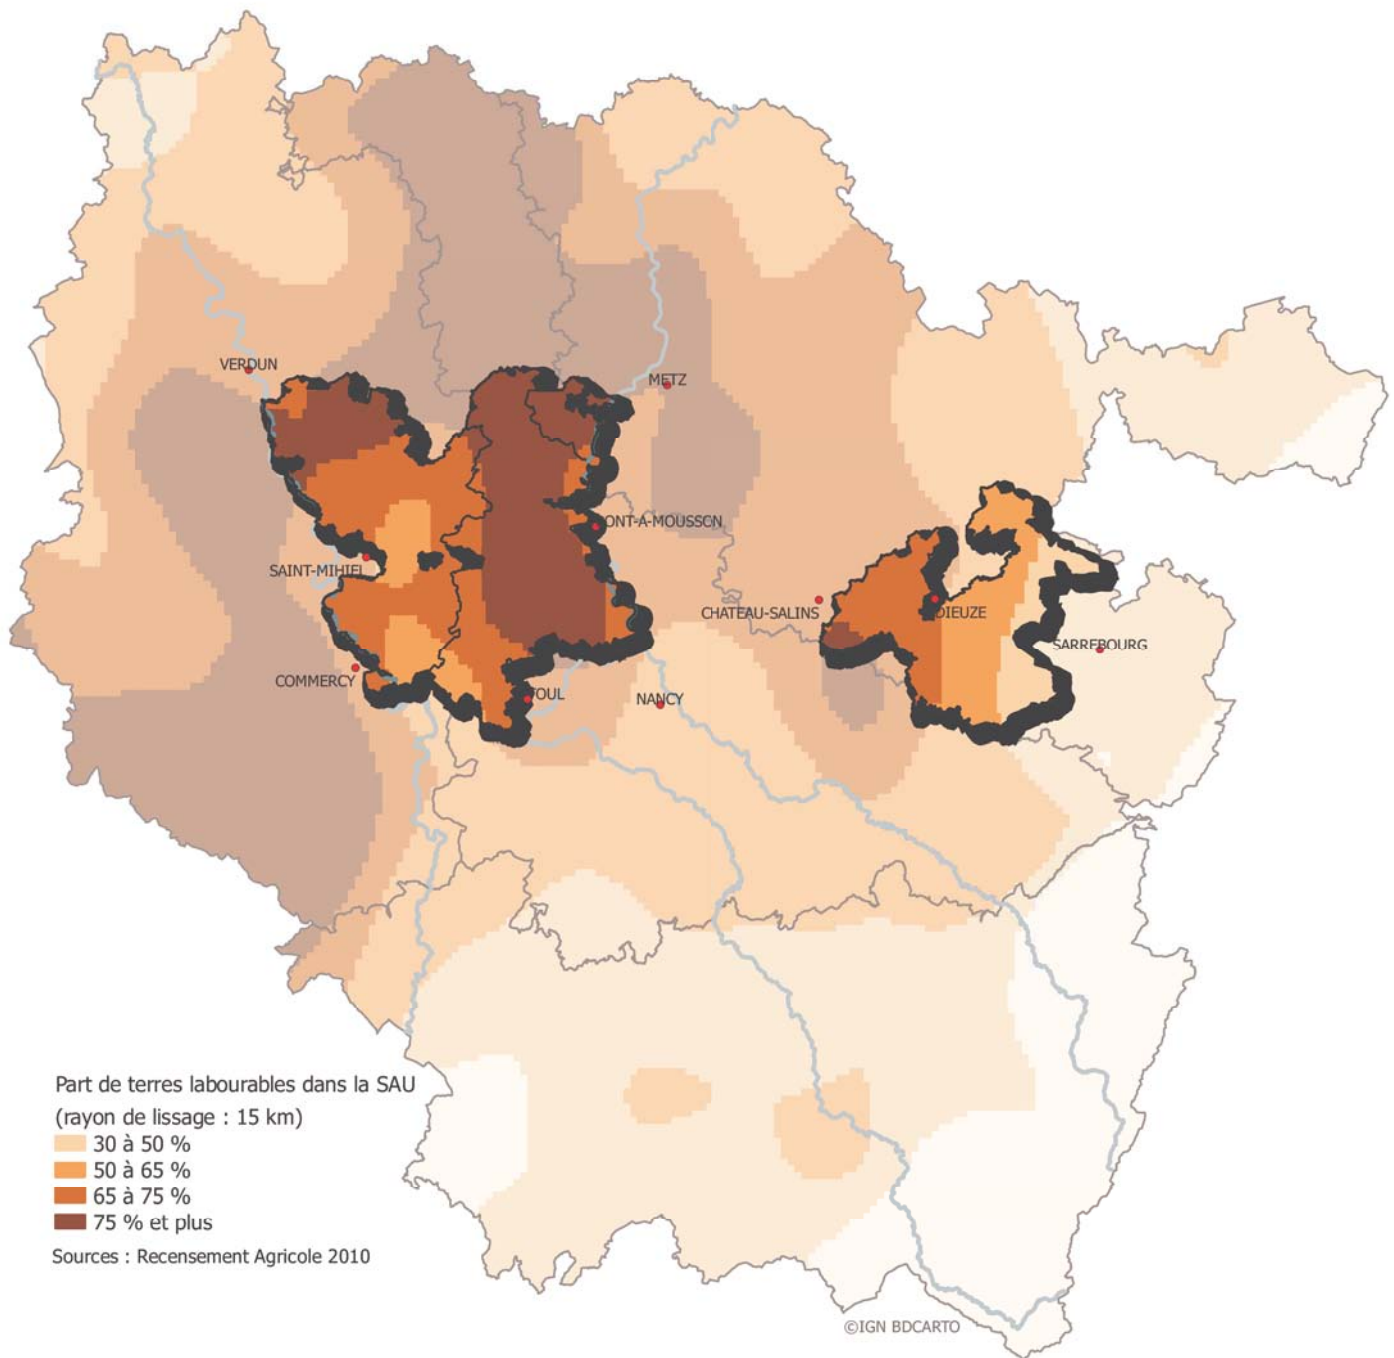 VERDUN
METZ
ONT-A-MOUSSON
SAINT-MIHIEL
CHATEAU-SALINS
DIEUZE
SARREBOURG
COMMERCY
TOUL
NANCY
Part de terres labourables dans la SAU
(rayon de lissage : 15 km)
30 à 50 %
50 à 65 %
65 à 75 %
75 % et plus
Sources : Recensement Agricole 2010
©IGN BDCARTO